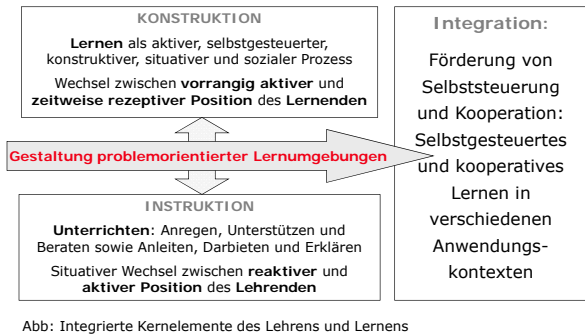 KONSTRUKTION
Lernen als aktiver, selbstgesteuerter,
konstruktiver, situativer und sozialer Prozess
Wechsel zwischen vorrangig aktiver und
zeitweise rezeptiver Position des Lernenden
Gestaltung problemorientierter Lernumgebungen
INSTRUKTION
Unterrichten: Anregen, Unterstützen und
Beraten sowie Anleiten, Darbieten und Erklären
Situativer Wechsel zwischen reaktiver und
aktiver Position des Lehrenden
Integration:
Förderung von
Selbststeuerung
und Kooperation:
Selbstgesteuertes
und kooperatives
Lernen in
verschiedenen
Anwendungs-
kontexten
Abb: Integrierte Kernelemente des Lehrens und Lernens